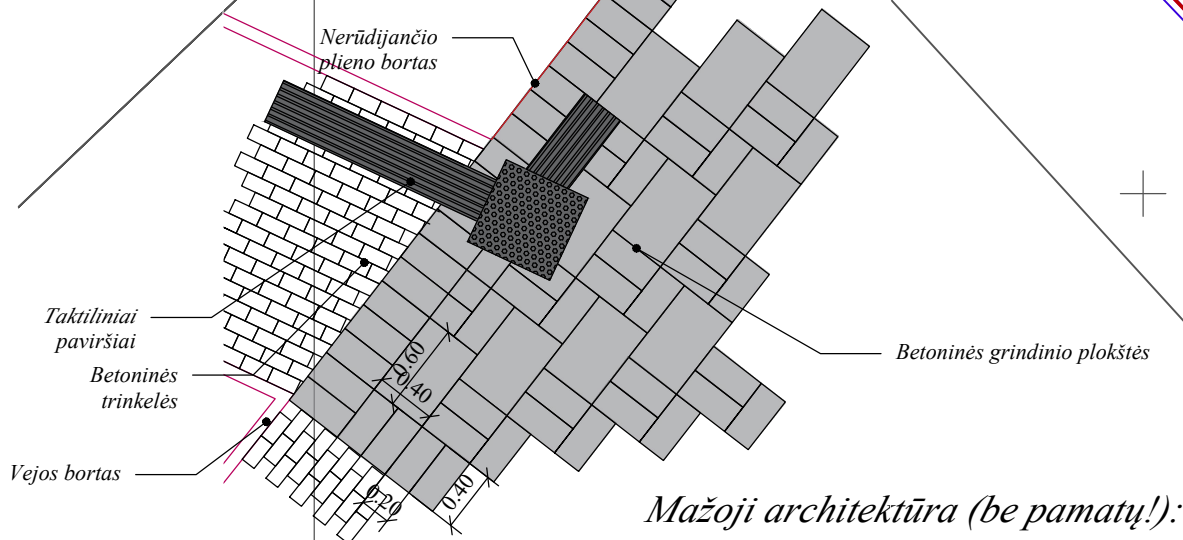 Nerūdijančio
plieno bortas
Taktiliniai
paviršiai
Betoninės
trinkelės
Vejos bortas
Betoninės grindinio plokštės
0.60
0.40
0.20
0.40
Mažoji architektūra (be pamatų!):